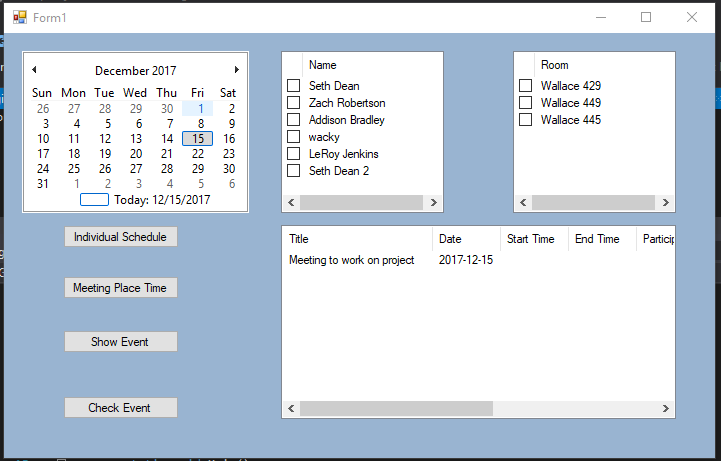 Form1
December 2017
Sun Mon Tue Wed Thu Fri Sat
26 27 28 29 30 1 2
3 4 5 6 7 8 9
10 11 12 13 14 15 16
17 18 19 20 21 22 23
24 25 26 27 28 29 30
31 1 2 3 4 5 6
Today: 12/15/2017
Name
Seth Dean
Zach Robertson
Addison Bradley
wacky
LeRoy Jenkins
Seth Dean 2
Room
Wallace 429
Wallace 449
Wallace 445
Individual Schedule
Meeting Place Time
Show Event
Check Event
Title Date Start Time End Time Particip
Meeting to work on project 2017-12-15